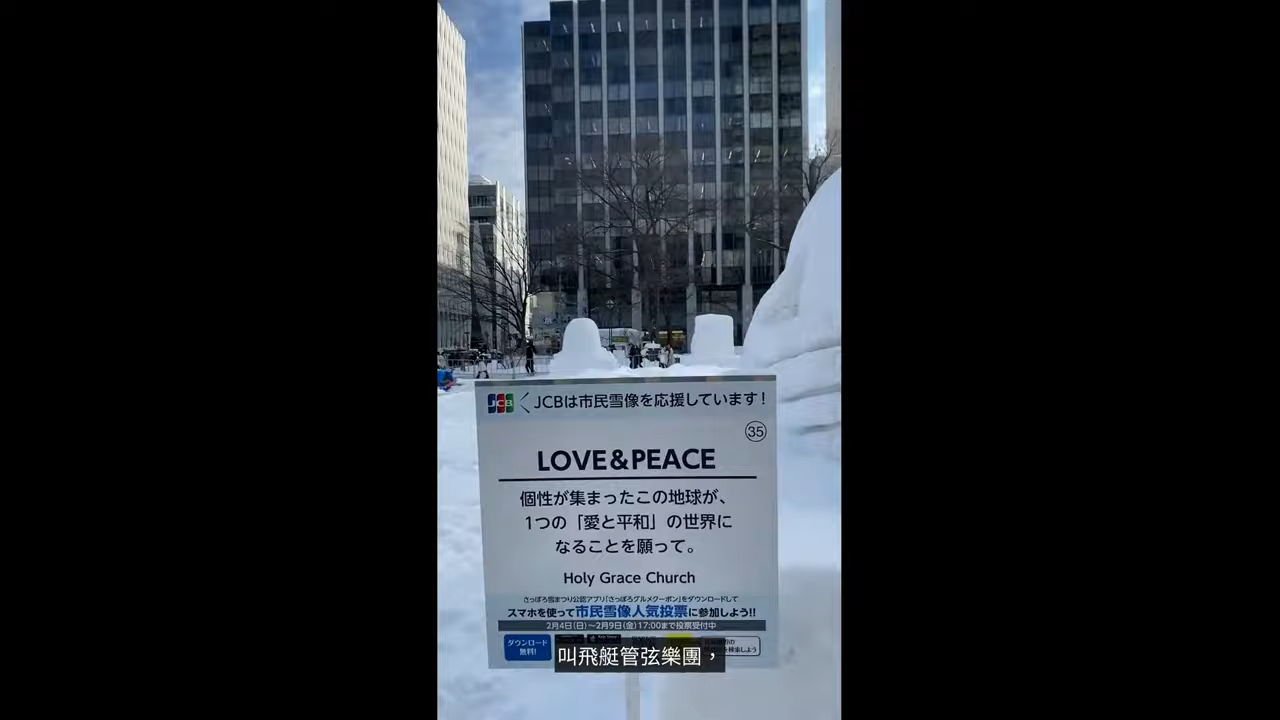 JCB JCBは市民雪像を応援しています！
35
LOVE&PEACE
個性が集まったこの地球が、
1つの「愛と平和」の世界に
なることを願って。
Holy Grace Church
さっぽろ雪まつり公認アプリ「さっぽろグルメクーポン」をダウンロードして
スマホを使って市民雪像人気投票に参加しよう!!
2月4日(日)～2月9日(金)17:00まで投票受付中
ダウンロード
無料!
を検索しよう
叫飛艇管弦樂團，